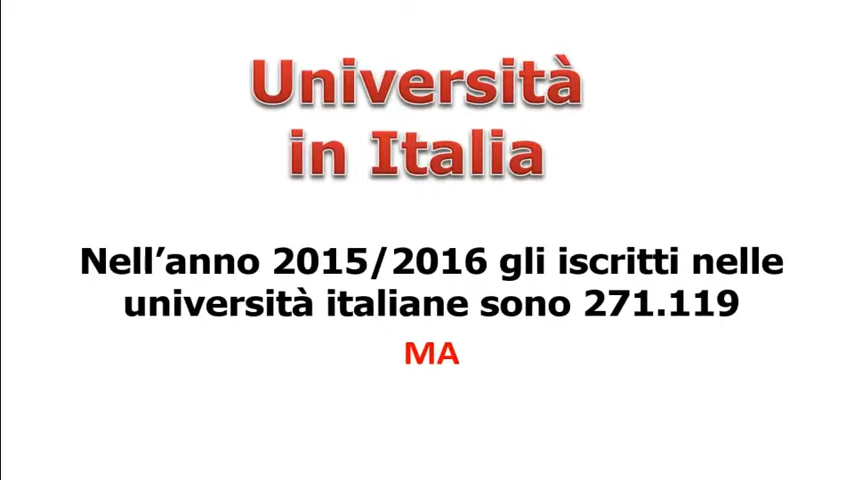 Università
in Italia
Nell’anno 2015/2016 gli iscritti nelle
università italiane sono 271.119
MA